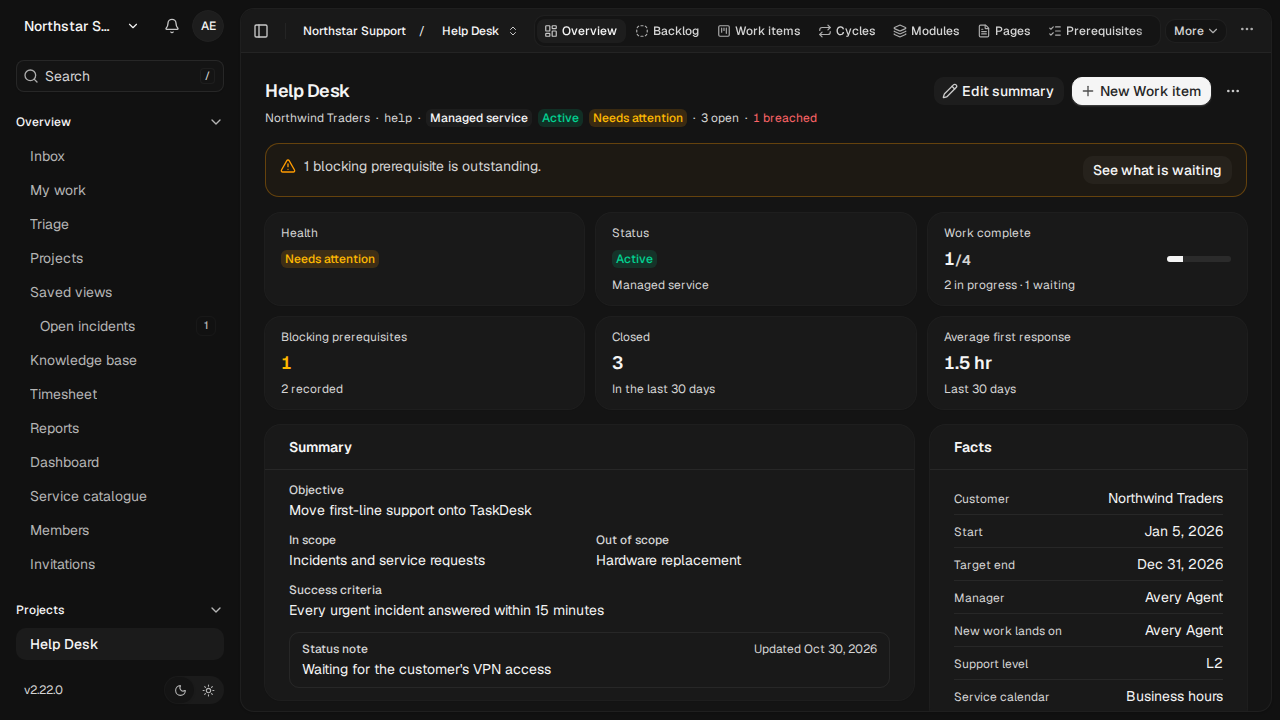 Northstar S...
AE
Search
/
Overview
Inbox
My work
Triage
Projects
Saved views
Open incidents
1
Knowledge base
Timesheet
Reports
Dashboard
Service catalogue
Members
Invitations
Projects
Help Desk
v2.22.0
Northstar Support / Help Desk
Overview
Backlog
Work items
Cycles
Modules
Pages
Prerequisites
More
Help Desk
Edit summary
New Work item
Northwind Traders · help · Managed service Active Needs attention · 3 open · 1 breached
1 blocking prerequisite is outstanding.
See what is waiting
Health
Needs attention
Status
Active
Managed service
Work complete
1/4
2 in progress · 1 waiting
Blocking prerequisites
1
2 recorded
Closed
3
In the last 30 days
Average first response
1.5 hr
Last 30 days
Summary
Objective
Move first-line support onto TaskDesk
In scope
Incidents and service requests
Out of scope
Hardware replacement
Success criteria
Every urgent incident answered within 15 minutes
Status note
Updated Oct 30, 2026
Waiting for the customer's VPN access
Facts
Customer Northwind Traders
Start Jan 5, 2026
Target end Dec 31, 2026
Manager Avery Agent
New work lands on Avery Agent
Support level L2
Service calendar Business hours